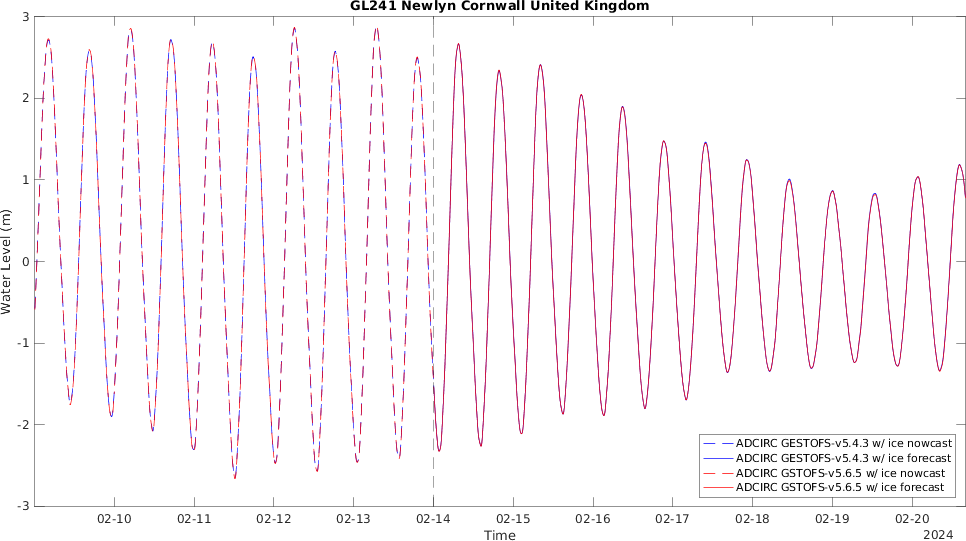 GL241 Newlyn Cornwall United Kingdom
3
2
1
0
-1
-2
-3
Water Level (m)
ADCIRC GESTOFS-v5.4.3 w/ ice nowcast
ADCIRC GESTOFS-v5.4.3 w/ ice forecast
ADCIRC GSTOFS-v5.6.5 w/ ice nowcast
ADCIRC GSTOFS-v5.6.5 w/ ice forecast
02-10 02-11 02-12 02-13 02-14 02-15 02-16 02-17 02-18 02-19 02-20
Time
2024